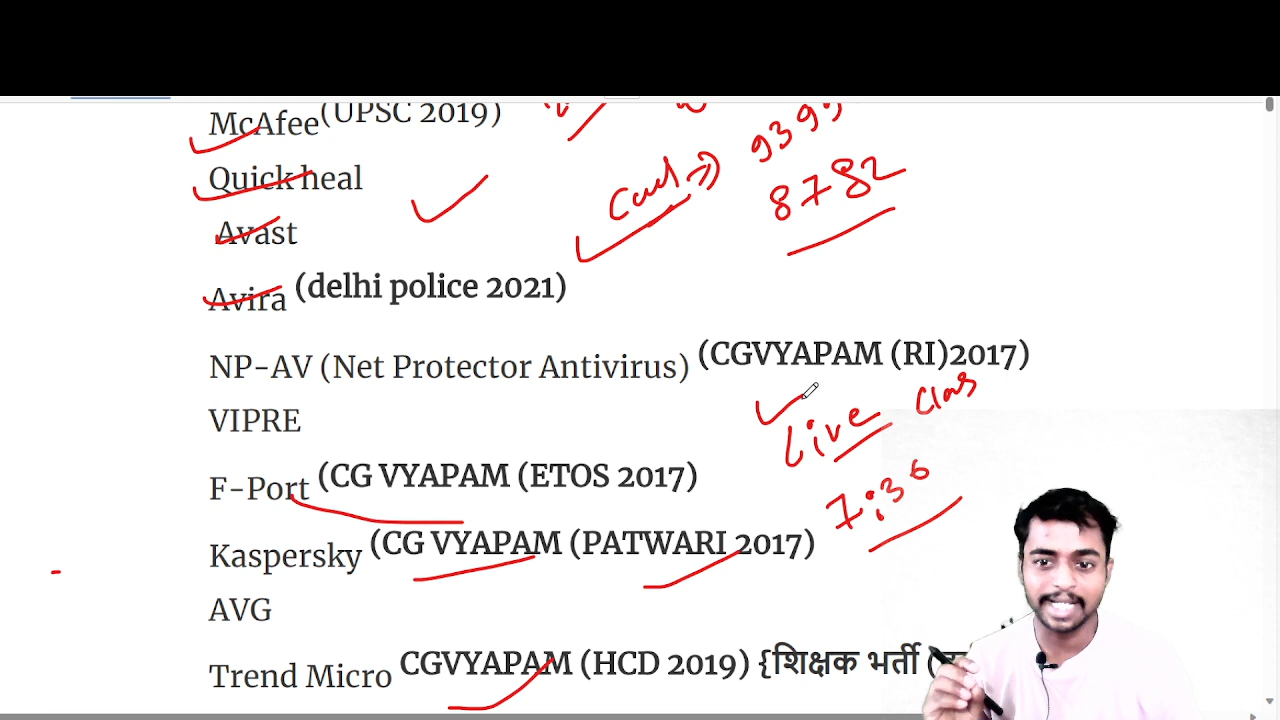 McAfee(UPSC 2019)
Quick heal
Avast
Avira (delhi police 2021)
NP-AV (Net Protector Antivirus) (CGVYAPAM (RI)2017)
VIPRE
F-Port (CG VYAPAM (ETOS 2017)
Kaspersky (CG VYAPAM (PATWARI 2017)
AVG
Trend Micro CGVYAPAM (HCD 2019) {शिक्षक भर्ती (
9399
8782
Live Class
7:30